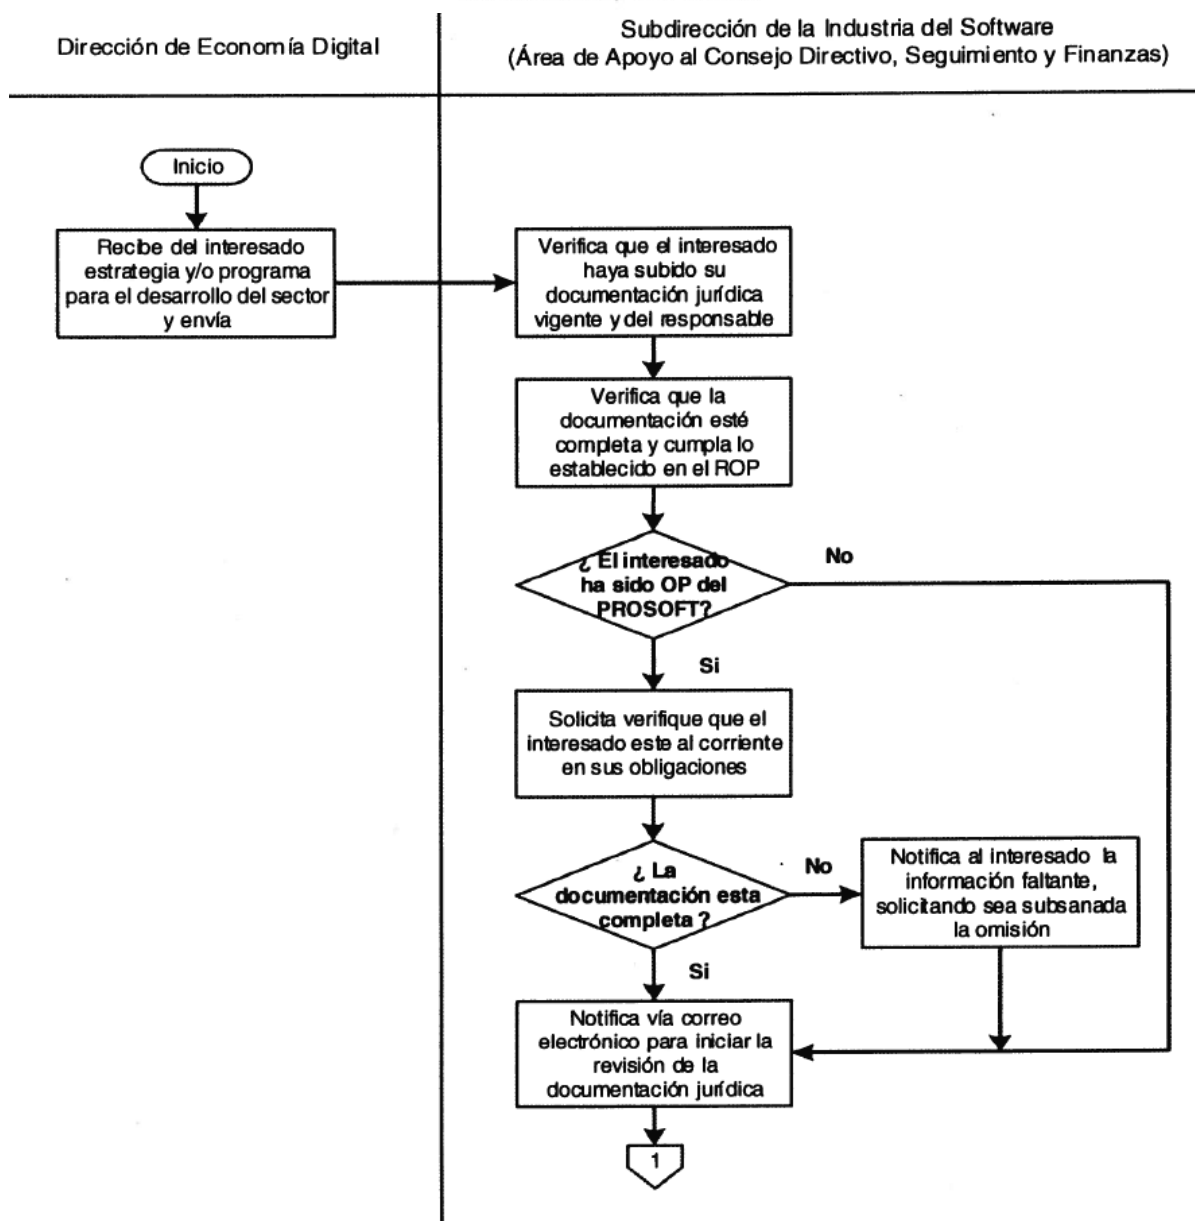 Dirección de Economía Digital
Subdirección de la Industria del Software
(Área de Apoyo al Consejo Directivo, Seguimiento y Finanzas)
Inicio
Recibe del interesado
estrategia y/o programa
para el desarrollo del sector
y envía
Verifica que el interesado
haya subido su
documentación jurídica
vigente y del responsable
Verifica que la
documentación esté
completa y cumpla lo
establecido en el ROP
¿ El interesado
ha sido OP del
PROSOFT?
No
Si
Solicita verifique que el
interesado este al corriente
en sus obligaciones
¿ La
documentación esta
completa ?
No
Notifica al interesado la
información faltante,
solicitando sea subsanada
la omisión
Si
Notifica vía correo
electrónico para iniciar la
revisión de la
documentación jurídica
1